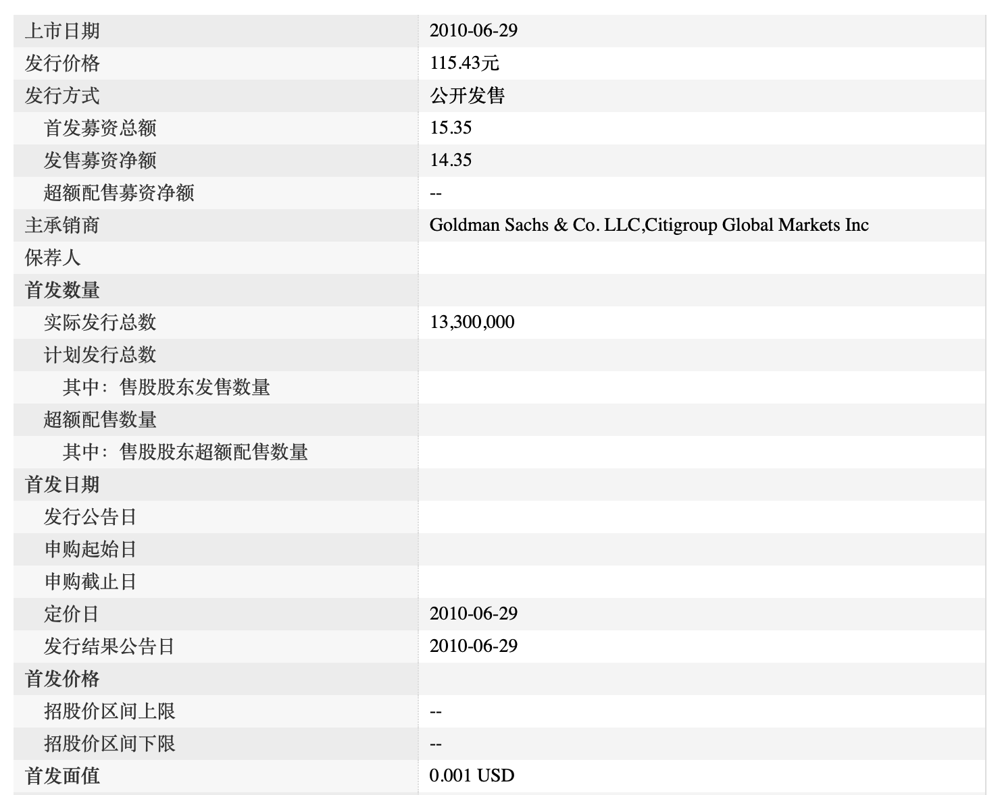 上市日期 2010-06-29
发行价格 115.43元
发行方式 公开发售
首发募资总额 15.35
发售募资净额 14.35
超额配售募资净额 --
主承销商 Goldman Sachs & Co. LLC,Citigroup Global Markets Inc
保荐人
首发数量
实际发行总数 13,300,000
计划发行总数
其中：售股股东发售数量
超额配售数量
其中：售股股东超额配售数量
首发日期
发行公告日
申购起始日
申购截止日
定价日 2010-06-29
发行结果公告日 2010-06-29
首发价格
招股价区间上限 --
招股价区间下限 --
首发面值 0.001 USD